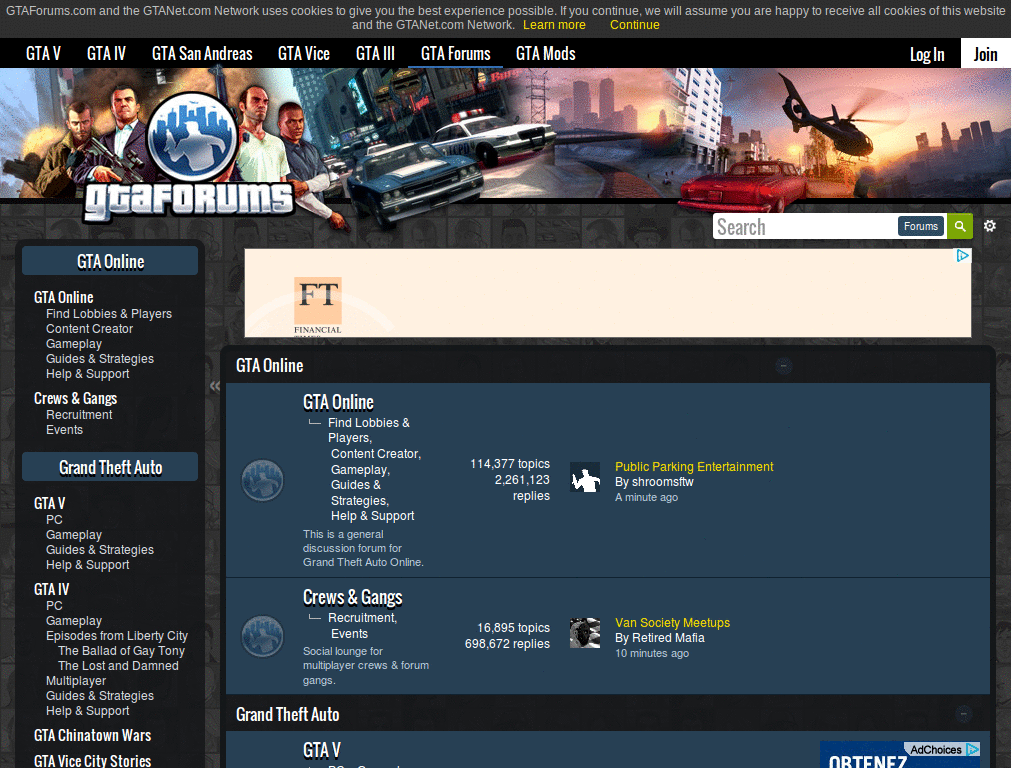 GTAForums.com and the GTANet.com Network uses cookies to give you the best experience possible. If you continue, we will assume you are happy to receive all cookies of this website
and the GTANet.com Network. Learn more Continue
GTA V GTA IV GTA San Andreas GTA Vice GTA III GTA Forums GTA Mods Log In Join
gtaforums
Search Forums
GTA Online
GTA Online
Find Lobbies & Players
Content Creator
Gameplay
Guides & Strategies
Help & Support
Crews & Gangs
Recruitment
Events
Grand Theft Auto
GTA V
PC
Gameplay
Guides & Strategies
Help & Support
GTA IV
PC
Gameplay
Episodes from Liberty City
The Ballad of Gay Tony
The Lost and Damned
Multiplayer
Guides & Strategies
Help & Support
GTA Chinatown Wars
GTA Vice City Stories
«
FT
FINANCIAL
GTA Online
GTA Online
Find Lobbies &
Players,
Content Creator,
Gameplay,
Guides &
Strategies,
Help & Support
This is a general
discussion forum for
Grand Theft Auto Online.
114,377 topics
2,261,123
replies
Public Parking Entertainment
By shroomsftw
A minute ago
Crews & Gangs
Recruitment,
Events
Social lounge for
multiplayer crews & forum
gangs.
16,895 topics
698,672 replies
Van Society Meetups
By Retired Mafia
10 minutes ago
Grand Theft Auto
GTA V
AdChoices
OBTENEZ